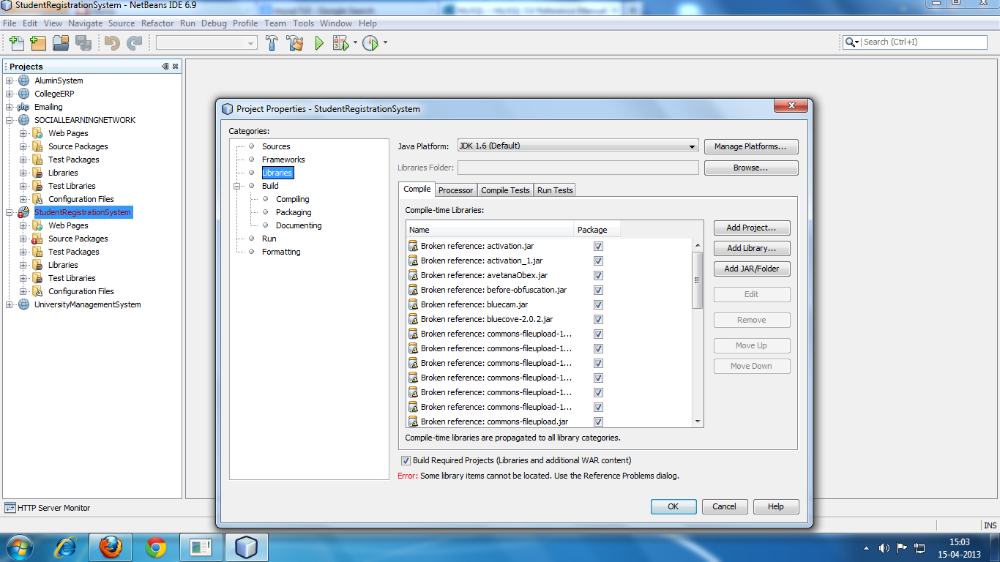 StudentRegistrationSystem - NetBeans IDE 6.9
File Edit View Navigate Source Refactor Run Debug Profile Team Tools Window Help
Search (Ctrl+I)
Projects
AluminSystem
CollegeERP
php Emailing
SOCIALLEARNINGNETWORK
Web Pages
Source Packages
Test Packages
Libraries
Test Libraries
Configuration Files
StudentRegistrationSystem
Web Pages
Source Packages
Test Packages
Libraries
Test Libraries
Configuration Files
UniversityManagementSystem
HTTP Server Monitor
Project Properties - StudentRegistrationSystem
Categories:
Sources
Frameworks
Libraries
Build
Compiling
Packaging
Documenting
Run
Formatting
Java Platform: JDK 1.6 (Default) Manage Platforms...
Libraries Folder: Browse...
Compile Processor Compile Tests Run Tests
Compile-time Libraries:
Name Package
Broken reference: activation.jar
Broken reference: activation_1.jar
Broken reference: avetanaObex.jar
Broken reference: before-obfuscation.jar
Broken reference: bluecam.jar
Broken reference: bluecove-2.0.2.jar
Broken reference: commons-fileupload-1...
Broken reference: commons-fileupload-1...
Broken reference: commons-fileupload-1...
Broken reference: commons-fileupload-1...
Broken reference: commons-fileupload-1...
Broken reference: commons-fileupload-1...
Broken reference: commons-fileupload.jar
Add Project...
Add Library...
Add JAR/Folder
Edit
Remove
Move Up
Move Down
Compile-time libraries are propagated to all library categories.
Build Required Projects (Libraries and additional WAR content)
Error: Some library items cannot be located. Use the Reference Problems dialog.
OK Cancel Help
INS
15:03
15-04-2013